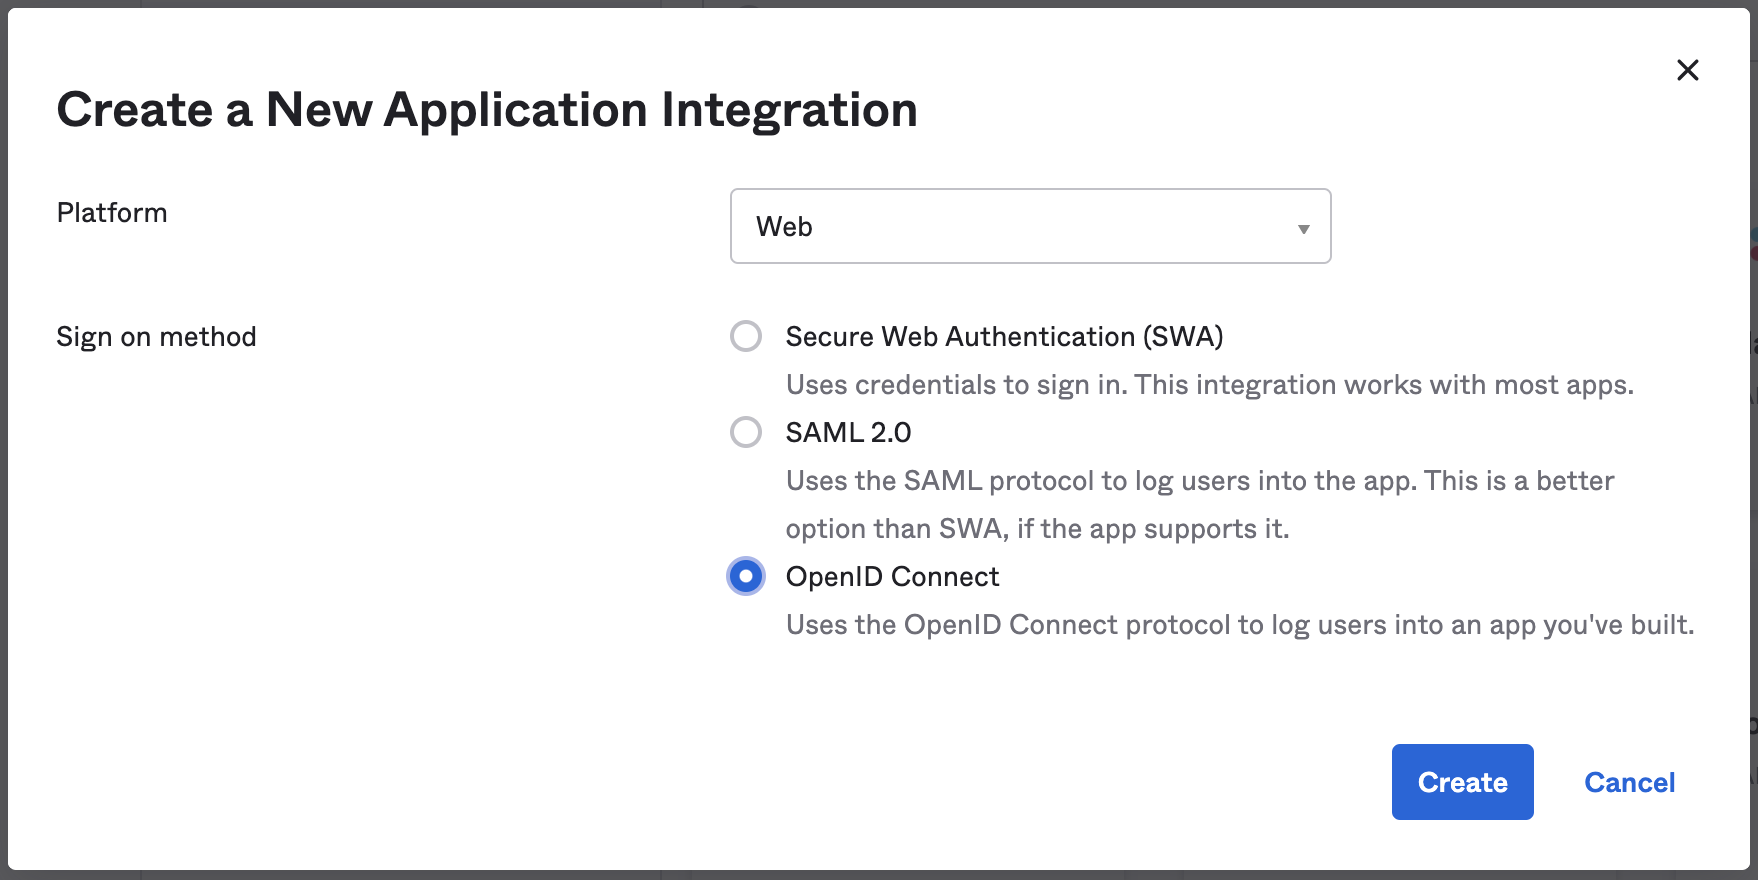 Create a New Application Integration
Platform
Web
Sign on method
Secure Web Authentication (SWA)
Uses credentials to sign in. This integration works with most apps.
SAML 2.0
Uses the SAML protocol to log users into the app. This is a better
option than SWA, if the app supports it.
OpenID Connect
Uses the OpenID Connect protocol to log users into an app you've built.
Create
Cancel